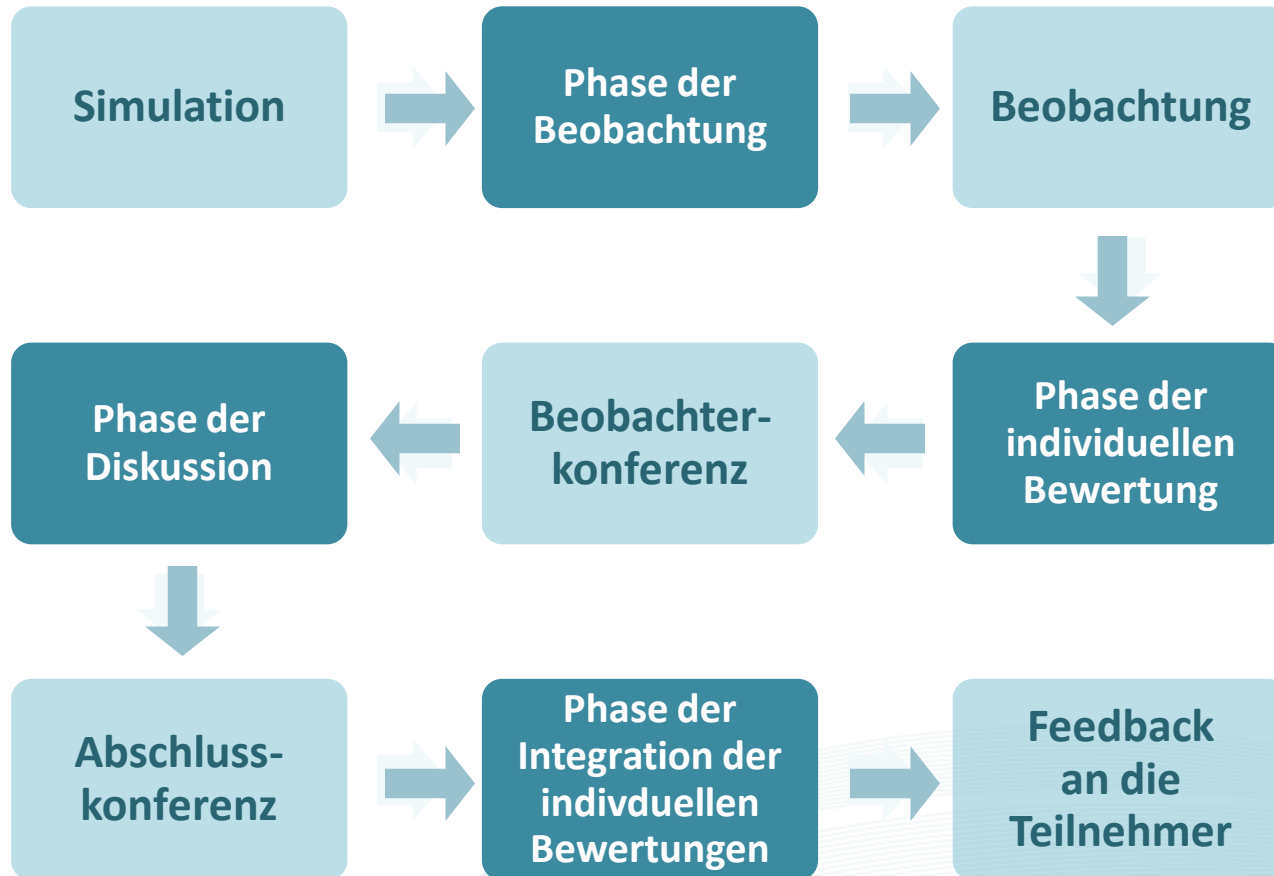 Simulation
Phase der
Beobachtung
Beobachtung
Phase der
individuellen
Bewertung
Beobachter-
konferenz
Phase der
Diskussion
Abschluss-
konferenz
Phase der
Integration der
indivduellen
Bewertungen
Feedback
an die
Teilnehmer